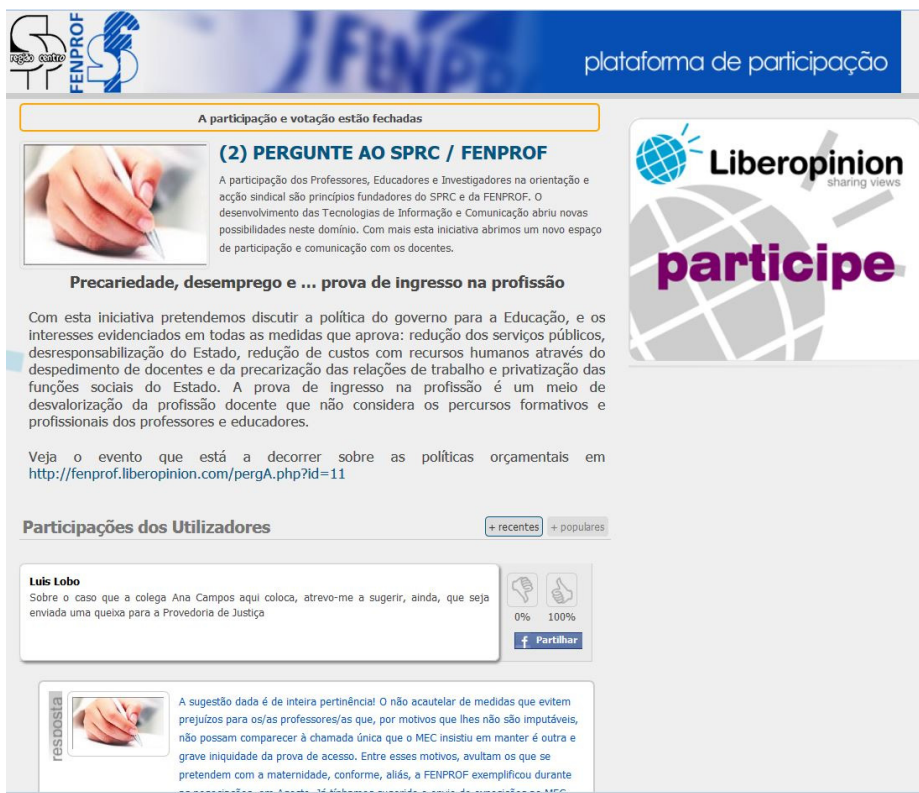 região centro
FENPROF
FENPROF
plataforma de participação
A participação e votação estão fechadas
(2) PERGUNTE AO SPRC / FENPROF
A participação dos Professores, Educadores e Investigadores na orientação e
acção sindical são princípios fundadores do SPRC e da FENPROF. O
desenvolvimento das Tecnologias de Informação e Comunicação abriu novas
possibilidades neste domínio. Com mais esta iniciativa abrimos um novo espaço
de participação e comunicação com os docentes.
Liberopinion
sharing views
participe
Precariedade, desemprego e ... prova de ingresso na profissão
Com esta iniciativa pretendemos discutir a política do governo para a Educação, e os
interesses evidenciados em todas as medidas que aprova: redução dos serviços públicos,
desresponsabilização do Estado, redução de custos com recursos humanos através do
despedimento de docentes e da precarização das relações de trabalho e privatização das
funções sociais do Estado. A prova de ingresso na profissão é um meio de
desvalorização da profissão docente que não considera os percursos formativos e
profissionais dos professores e educadores.
Veja o evento que está a decorrer sobre as políticas orçamentais em
http://fenprof.liberopinion.com/pergA.php?id=11
Participações dos Utilizadores
+ recentes + populares
Luis Lobo
Sobre o caso que a colega Ana Campos aqui coloca, atrevo-me a sugerir, ainda, que seja
enviada uma queixa para a Provedoria de Justiça
0% 100%
f Partilhar
resposta
A sugestão dada é de inteira pertinência! O não acautelar de medidas que evitem
prejuízos para os/as professores/as que, por motivos que lhes não são imputáveis,
não possam comparecer à chamada única que o MEC insistiu em manter é outra e
grave iniquidade da prova de acesso. Entre esses motivos, avultam os que se
pretendem com a maternidade, conforme, aliás, a FENPROF exemplificou durante